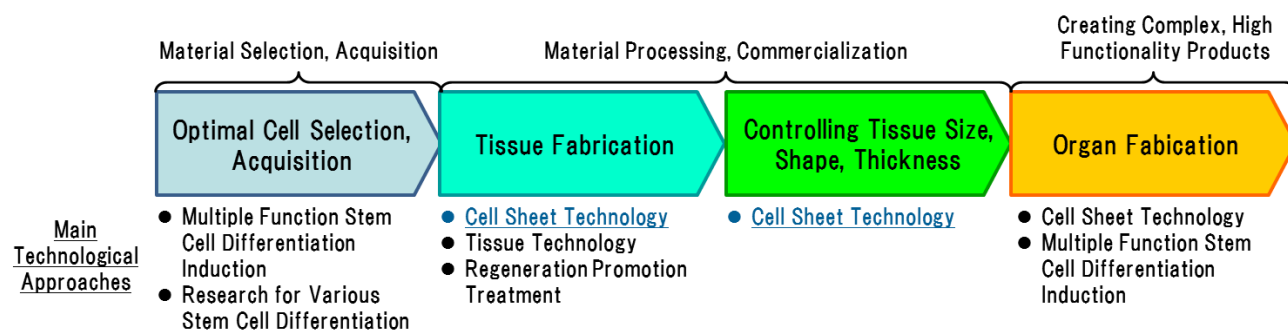 Material Selection, Acquisition
Material Processing, Commercialization
Creating Complex, High
Functionality Products
Optimal Cell Selection,
Acquisition
Tissue Fabrication
Controlling Tissue Size,
Shape, Thickness
Organ Fabication
Main
Technological
Approaches
● Multiple Function Stem
Cell Differentiation
Induction
● Research for Various
Stem Cell Differentiation
● Cell Sheet Technology
● Tissue Technology
● Regeneration Promotion
Treatment
● Cell Sheet Technology
● Cell Sheet Technology
● Multiple Function Stem
Cell Differentiation
Induction